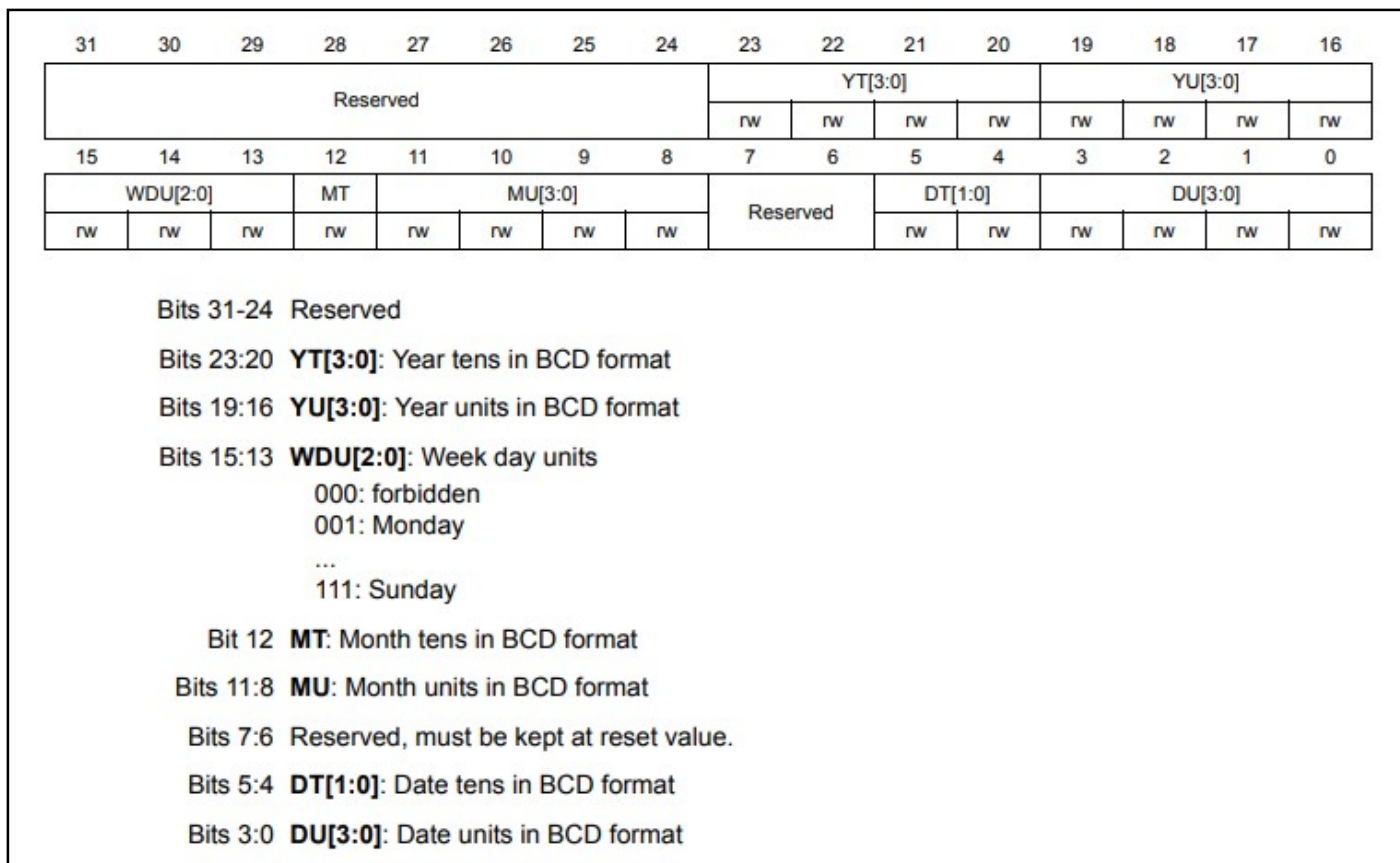 31 30 29 28 27 26 25 24 23 22 21 20 19 18 17 16
Reserved YT[3:0] YU[3:0]
rw rw rw rw rw rw rw rw
15 14 13 12 11 10 9 8 7 6 5 4 3 2 1 0
WDU[2:0] MT MU[3:0] Reserved DT[1:0] DU[3:0]
rw rw rw rw rw rw rw rw rw rw rw rw rw rw
Bits 31-24 Reserved
Bits 23:20 YT[3:0]: Year tens in BCD format
Bits 19:16 YU[3:0]: Year units in BCD format
Bits 15:13 WDU[2:0]: Week day units
000: forbidden
001: Monday
...
111: Sunday
Bit 12 MT: Month tens in BCD format
Bits 11:8 MU: Month units in BCD format
Bits 7:6 Reserved, must be kept at reset value.
Bits 5:4 DT[1:0]: Date tens in BCD format
Bits 3:0 DU[3:0]: Date units in BCD format